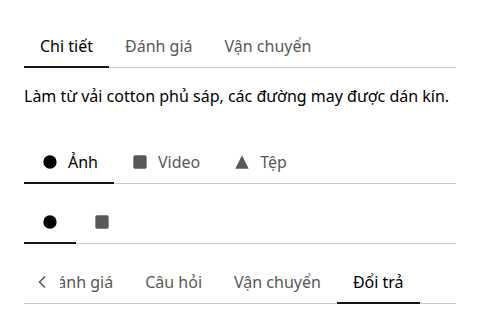 Chi tiết Đánh giá Vận chuyển
Làm từ vải cotton phủ sáp, các đường may được dán kín.
Ảnh Video Tệp
ánh giá Câu hỏi Vận chuyển Đổi trả